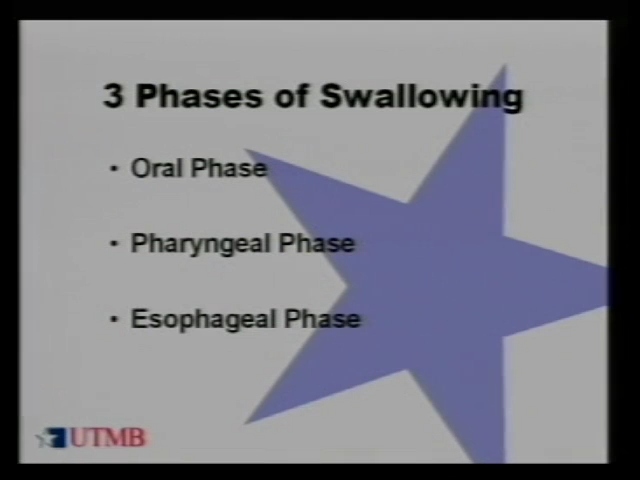 3 Phases of Swallowing
• Oral Phase
• Pharyngeal Phase
• Esophageal Phase
UTMB